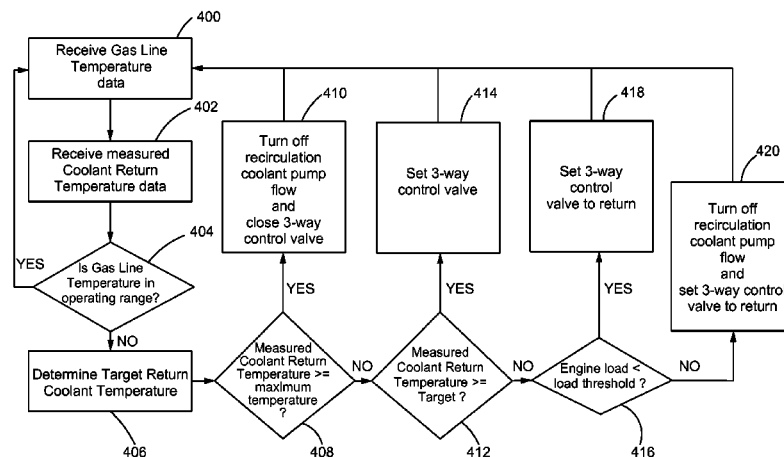 400
Receive Gas Line
Temperature
data
402
Receive measured
Coolant Return
Temperature data
404
YES
Is Gas Line
Temperature in
operating range?
NO
Determine Target Return
Coolant Temperature
406
410
Turn off
recirculation
coolant pump
flow
and
close 3-way
control valve
YES
Measured
Coolant Return
Temperature >=
maximum
temperature
?
408
NO
414
Set 3-way
control valve
YES
Measured
Coolant Return
Temperature >=
Target ?
412
NO
418
Set 3-way
control
valve to return
YES
Engine load <
load threshold ?
416
NO
420
Turn off
recirculation
coolant pump
flow
and
set 3-way control
valve to return